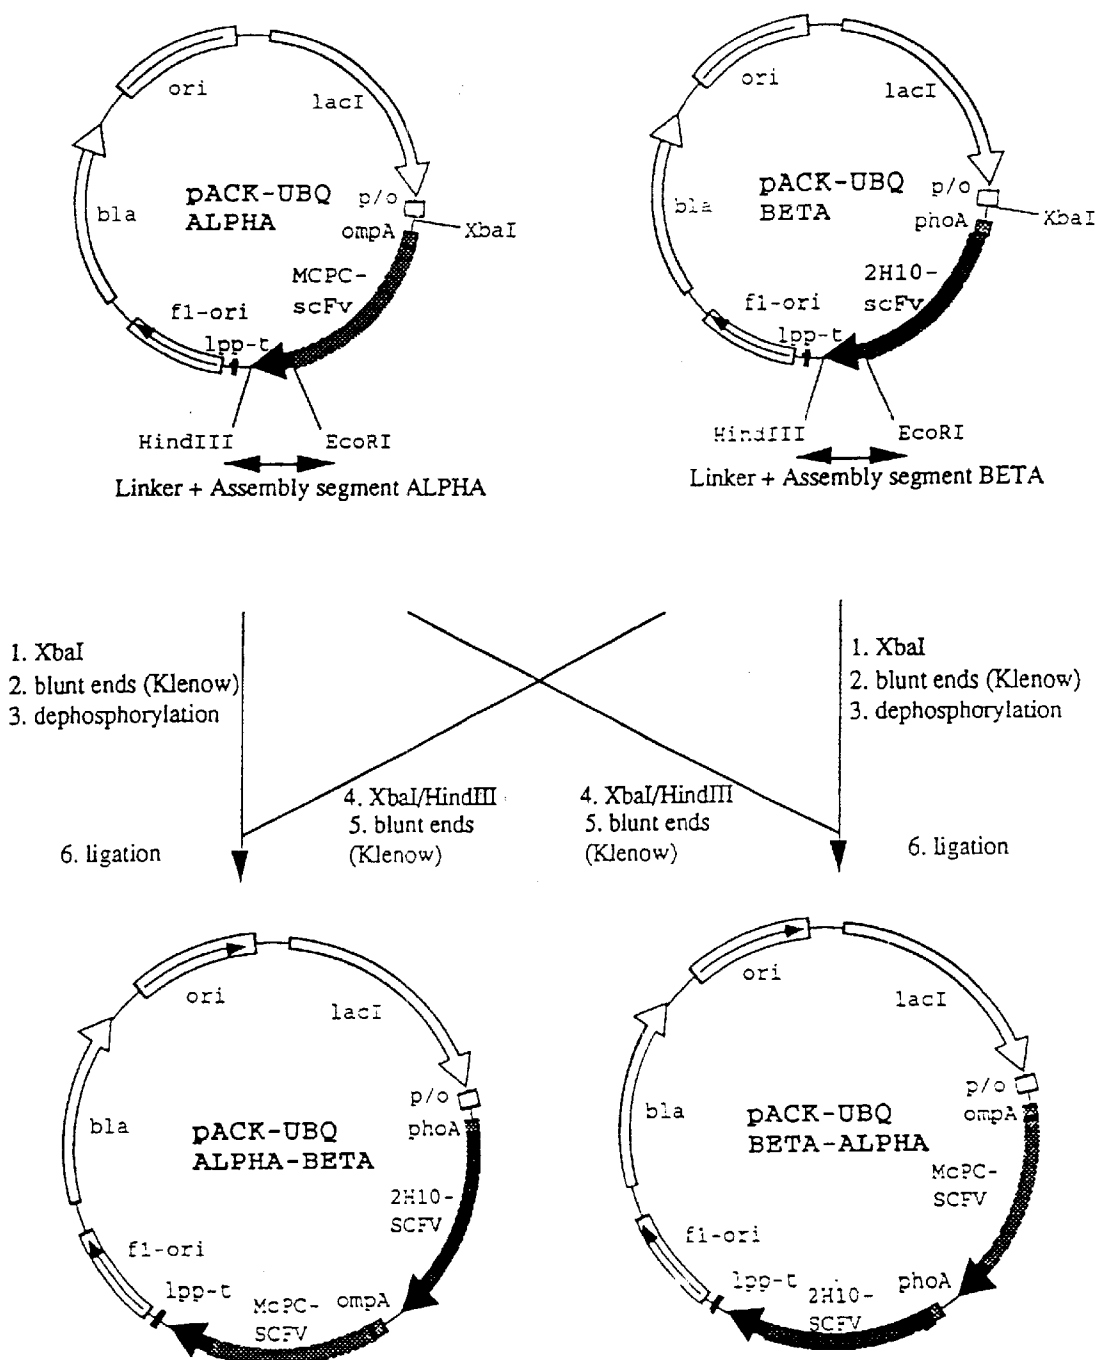 ori
lacI
bla
pACK-UBQ
ALPHA
p/o
ompA
XbaI
MCPC-
scFv
f1-ori
lpp-t
HindIII
EcoRI
Linker + Assembly segment ALPHA
ori
lacI
bla
pACK-UBQ
BETA
p/o
phoA
XbaI
2H10-
scFv
f1-ori
lpp-t
HindIII
EcoRI
Linker + Assembly segment BETA
1. XbaI
2. blunt ends (Klenow)
3. dephosphorylation
1. XbaI
2. blunt ends (Klenow)
3. dephosphorylation
4. XbaI/HindIII
5. blunt ends
(Klenow)
4. XbaI/HindIII
5. blunt ends
(Klenow)
6. ligation
6. ligation
ori
lacI
bla
pACK-UBQ
ALPHA-BETA
p/o
phoA
2H10-
SCFV
f1-ori
lpp-t
McPC-
SCFV
ompA
ori
lacI
bla
pACK-UBQ
BETA-ALPHA
p/o
ompA
McPC-
SCFV
f1-ori
lpp-t
2H10-
SCFV
phoA